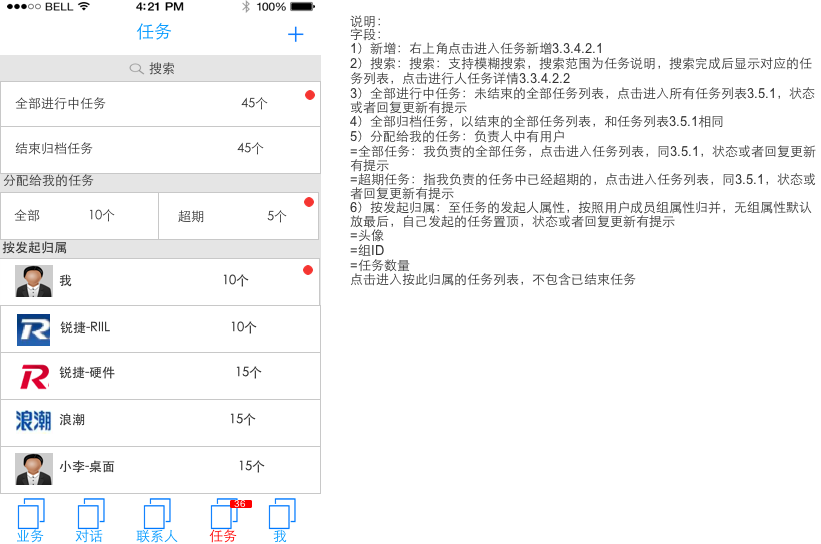 BELL
4:21 PM
100%
任务
搜索
全部进行中任务 45个
结束归档任务 45个
分配给我的任务
全部 10个 超期 5个
按发起归属
我 10个
锐捷-RIIL 10个
锐捷-硬件 15个
浪潮
浪潮 15个
小李-桌面 15个
36
业务 对话 联系人 任务 我
说明：
字段：
1）新增：右上角点击进入任务新增3.3.4.2.1
2）搜索：搜索：支持模糊搜索，搜索范围为任务说明，搜索完成后显示对应的任
务列表，点击进行人任务详情3.3.4.2.2
3）全部进行中任务：未结束的全部任务列表，点击进入所有任务列表3.5.1，状态
或者回复更新有提示
4）全部归档任务，以结束的全部任务列表，和任务列表3.5.1相同
5）分配给我的任务：负责人中有用户
=全部任务：我负责的全部任务，点击进入任务列表，同3.5.1，状态或者回复更新
有提示
=超期任务：指我负责的任务中已经超期的，点击进入任务列表，同3.5.1，状态或
者回复更新有提示
6）按发起归属：至任务的发起人属性，按照用户成员组属性归并，无组属性默认
放最后，自己发起的任务置顶，状态或者回复更新有提示
=头像
=组ID
=任务数量
点击进入按此归属的任务列表，不包含已结束任务